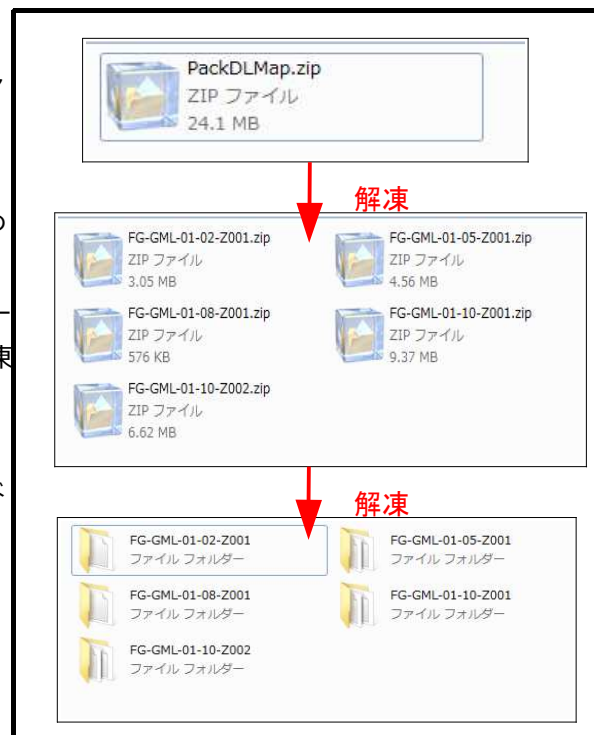 PackDLMap.zip
ZIP ファイル
24.1 MB
解凍
FG-GML-01-02-Z001.zip
ZIP ファイル
3.05 MB
FG-GML-01-05-Z001.zip
ZIP ファイル
4.56 MB
FG-GML-01-08-Z001.zip
ZIP ファイル
576 KB
FG-GML-01-10-Z001.zip
ZIP ファイル
9.37 MB
FG-GML-01-10-Z002.zip
ZIP ファイル
6.62 MB
解凍
FG-GML-01-02-Z001
ファイル フォルダー
FG-GML-01-05-Z001
ファイル フォルダー
FG-GML-01-08-Z001
ファイル フォルダー
FG-GML-01-10-Z001
ファイル フォルダー
FG-GML-01-10-Z002
ファイル フォルダー